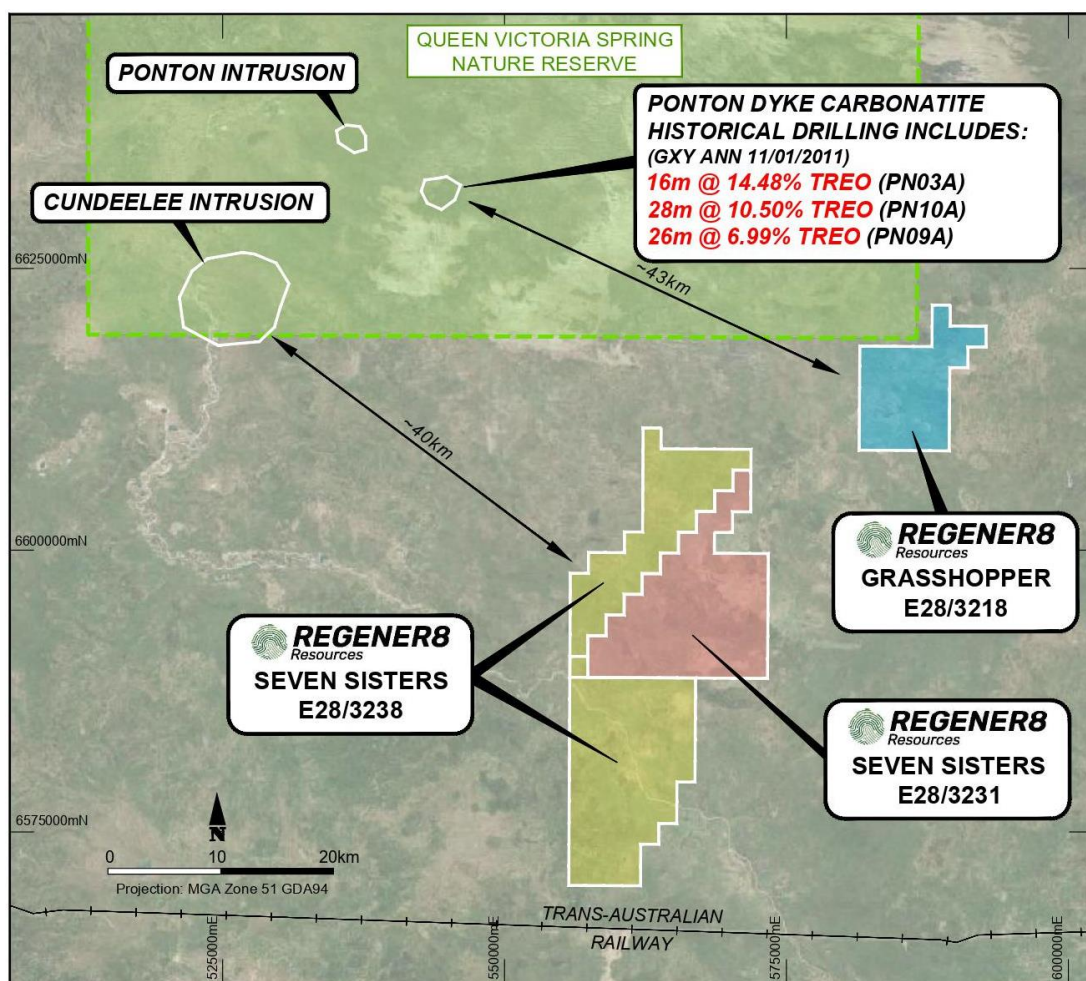 QUEEN VICTORIA SPRING
NATURE RESERVE
PONTON INTRUSION
PONTON DYKE CARBONATITE
HISTORICAL DRILLING INCLUDES:
(GXY ANN 11/01/2011)
16m @ 14.48% TREO (PN03A)
28m @ 10.50% TREO (PN10A)
26m @ 6.99% TREO (PN09A)
CUNDEELEE INTRUSION
6625000mN
~43km
~40km
6600000mN
REGENER8
Resources
GRASSHOPPER
E28/3218
REGENER8
Resources
SEVEN SISTERS
E28/3238
REGENER8
Resources
SEVEN SISTERS
E28/3231
6575000mN
N
0 10 20km
Projection: MGA Zone 51 GDA94
TRANS-AUSTRALIAN
RAILWAY
525000mE
550000mE
575000mE
600000mE